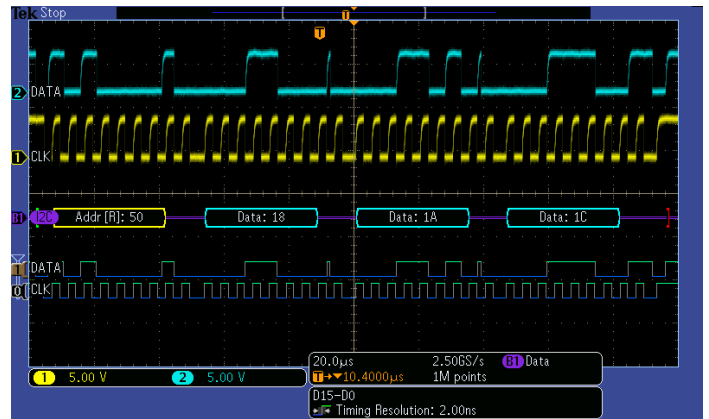 Tek Stop
T
T
2 DATA
1 CLK
B1 I2C Addr [R]: 50 Data: 18 Data: 1A Data: 1C
1 DATA
0 CLK
1 5.00 V 2 5.00 V
20.0µs 2.50GS/s B1 Data
T→▼10.4000µs 1M points
D15-D0
Timing Resolution: 2.00ns